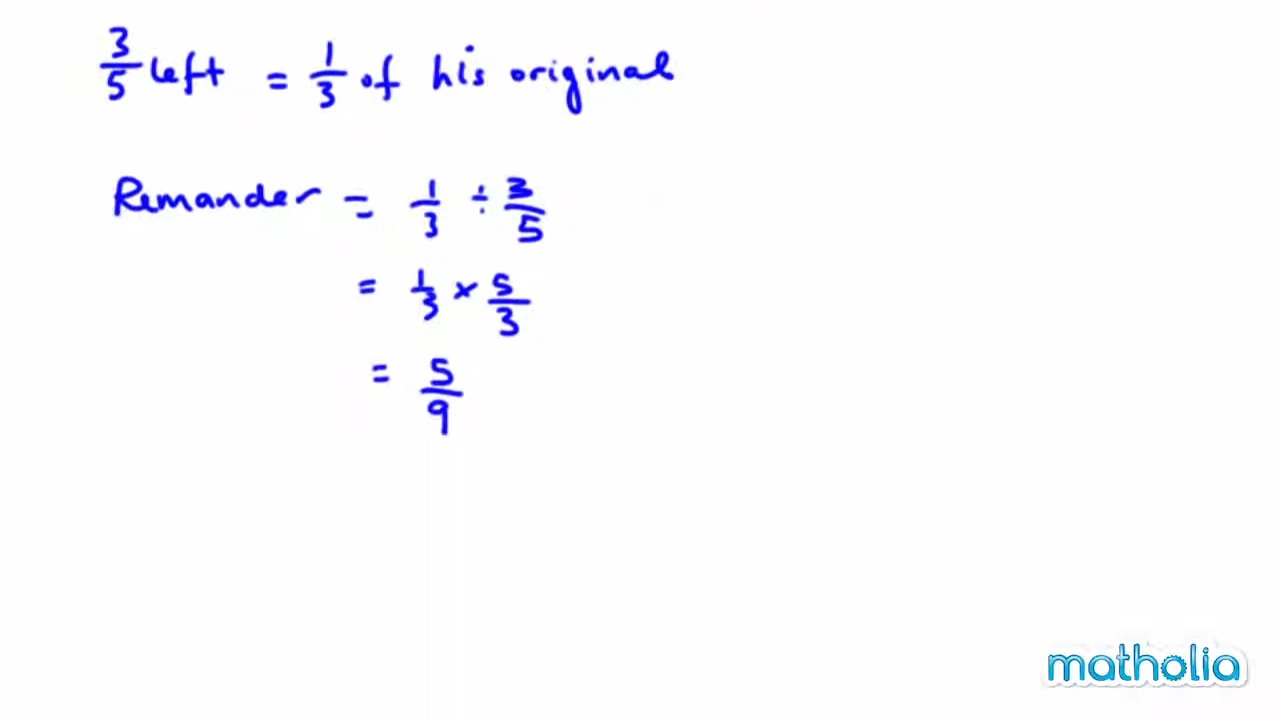 3/5 left = 1/3 of his original
Remander = 1/3 ÷ 3/5
= 1/3 × 5/3
= 5/9
matholia